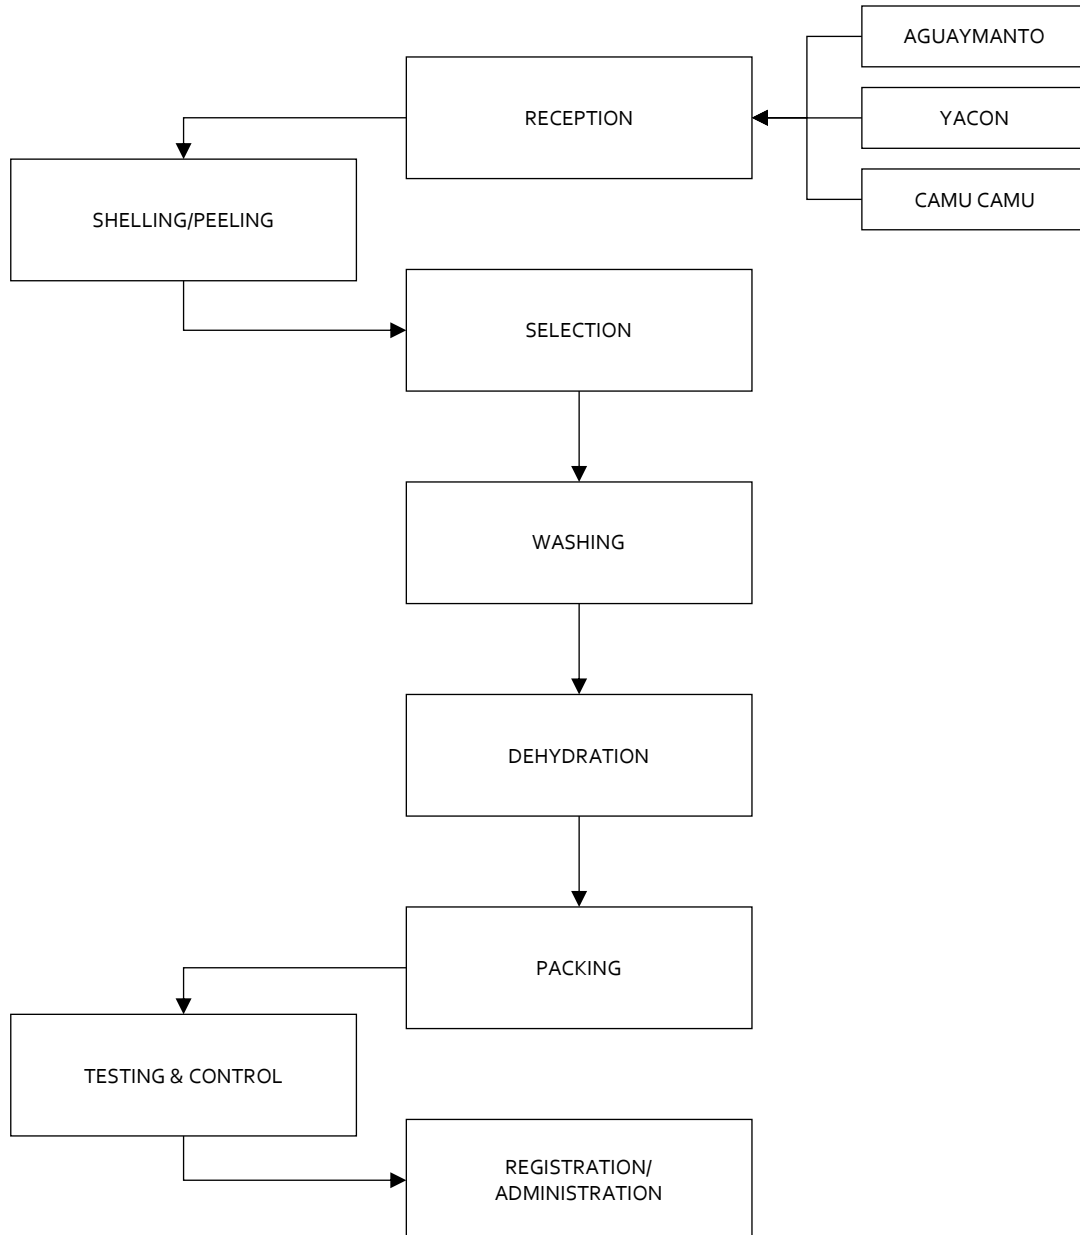 AGUAYMANTO
RECEPTION
YACON
CAMU CAMU
SHELLING/PEELING
SELECTION
WASHING
DEHYDRATION
PACKING
TESTING & CONTROL
REGISTRATION/
ADMINISTRATION